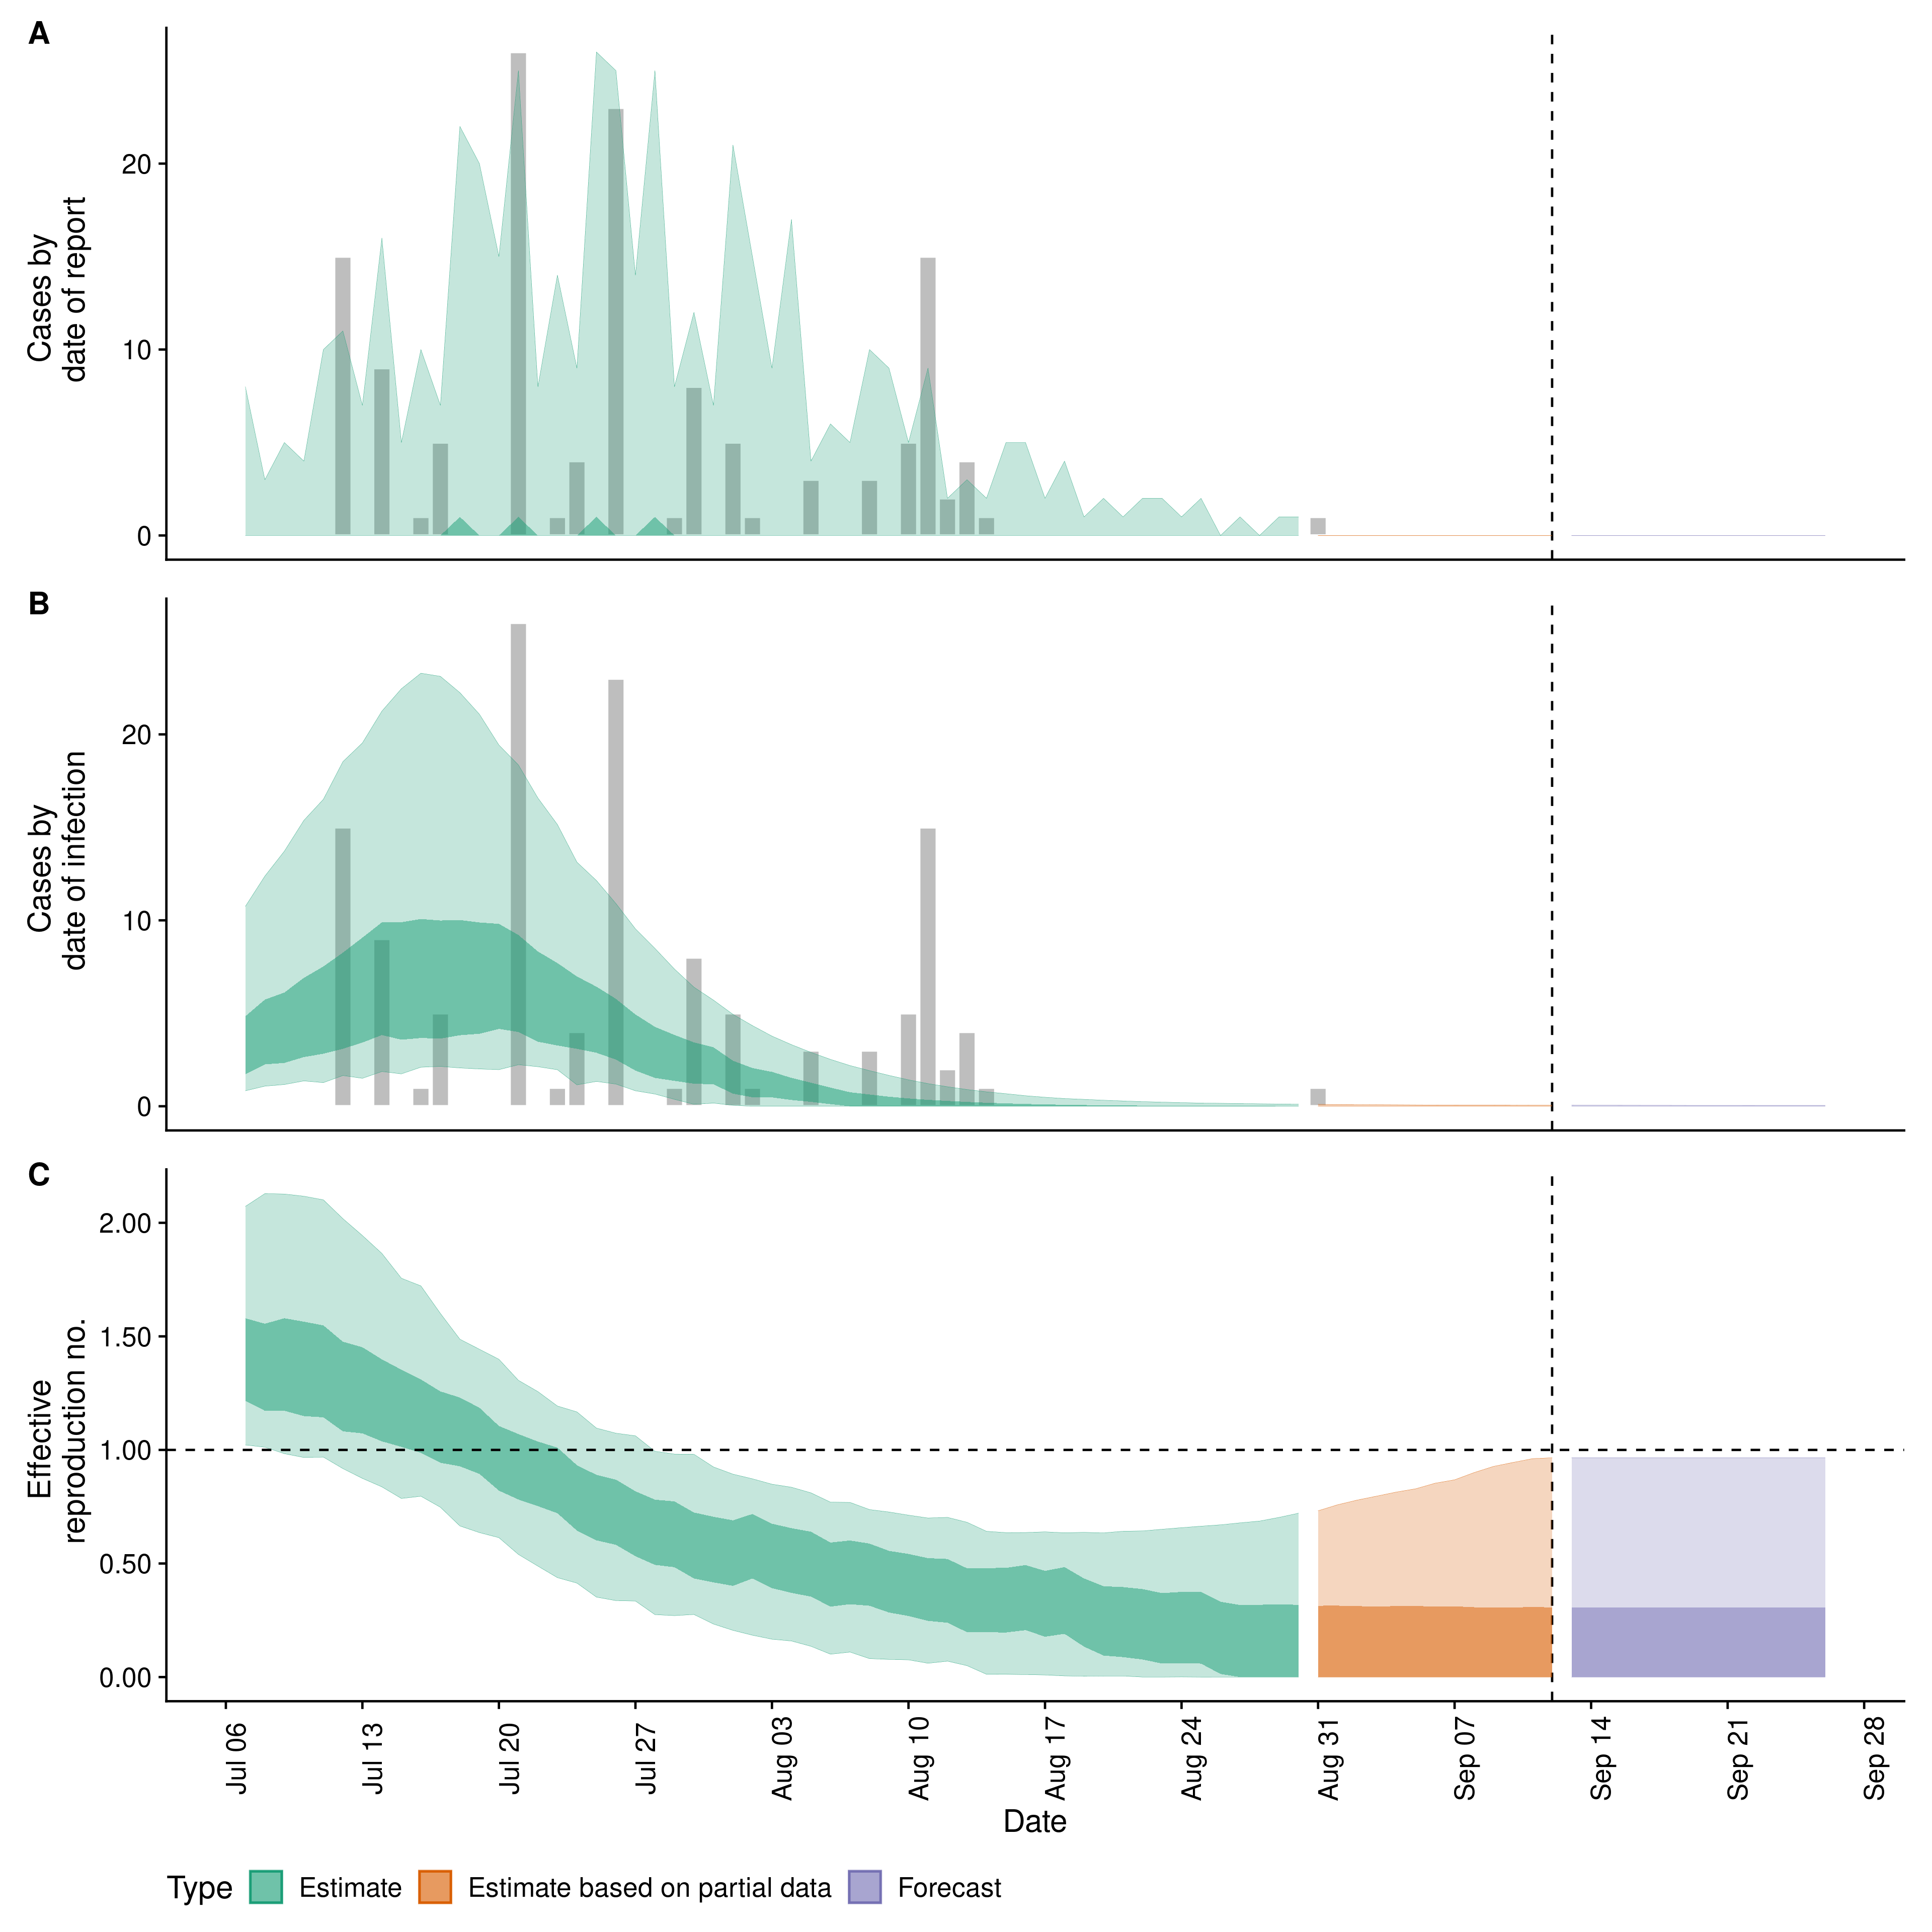 A
Cases by
date of report
20
10
0
B
Cases by
date of infection
20
10
0
C
Effective
reproduction no.
2.00
1.50
1.00
0.50
0.00
Jul 06
Jul 13
Jul 20
Jul 27
Aug 03
Aug 10
Aug 17
Aug 24
Aug 31
Sep 07
Sep 14
Sep 21
Sep 28
Date
Type Estimate Estimate based on partial data Forecast